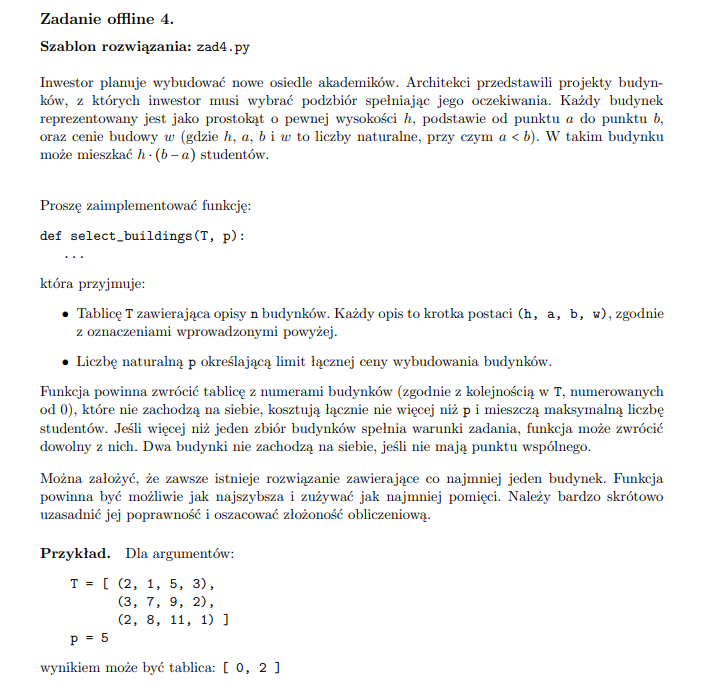 Zadanie offline 4.
Szablon rozwiązania: zad4.py
Inwestor planuje wybudować nowe osiedle akademików. Architekci przedstawili projekty budyn-
ków, z których inwestor musi wybrać podzbiór spełniając jego oczekiwania. Każdy budynek
reprezentowany jest jako prostokąt o pewnej wysokości h, podstawie od punktu a do punktu b,
oraz cenie budowy w (gdzie h, a, b i w to liczby naturalne, przy czym a < b). W takim budynku
może mieszkać h · (b − a) studentów.
Proszę zaimplementować funkcję:
def select_buildings(T, p):
...
która przyjmuje:
• Tablicę T zawierająca opisy n budynków. Każdy opis to krotka postaci (h, a, b, w), zgodnie
z oznaczeniami wprowadzonymi powyżej.
• Liczbę naturalną p określającą limit łącznej ceny wybudowania budynków.
Funkcja powinna zwrócić tablicę z numerami budynków (zgodnie z kolejnością w T, numerowanych
od 0), które nie zachodzą na siebie, kosztują łącznie nie więcej niż p i mieszczą maksymalną liczbę
studentów. Jeśli więcej niż jeden zbiór budynków spełnia warunki zadania, funkcja może zwrócić
dowolny z nich. Dwa budynki nie zachodzą na siebie, jeśli nie mają punktu wspólnego.
Można założyć, że zawsze istnieje rozwiązanie zawierające co najmniej jeden budynek. Funkcja
powinna być możliwie jak najszybsza i zużywać jak najmniej pomięci. Należy bardzo skrótowo
uzasadnić jej poprawność i oszacować złożoność obliczeniową.
Przykład. Dla argumentów:
T = [ (2, 1, 5, 3),
(3, 7, 9, 2),
(2, 8, 11, 1) ]
p = 5
wynikiem może być tablica: [ 0, 2 ]